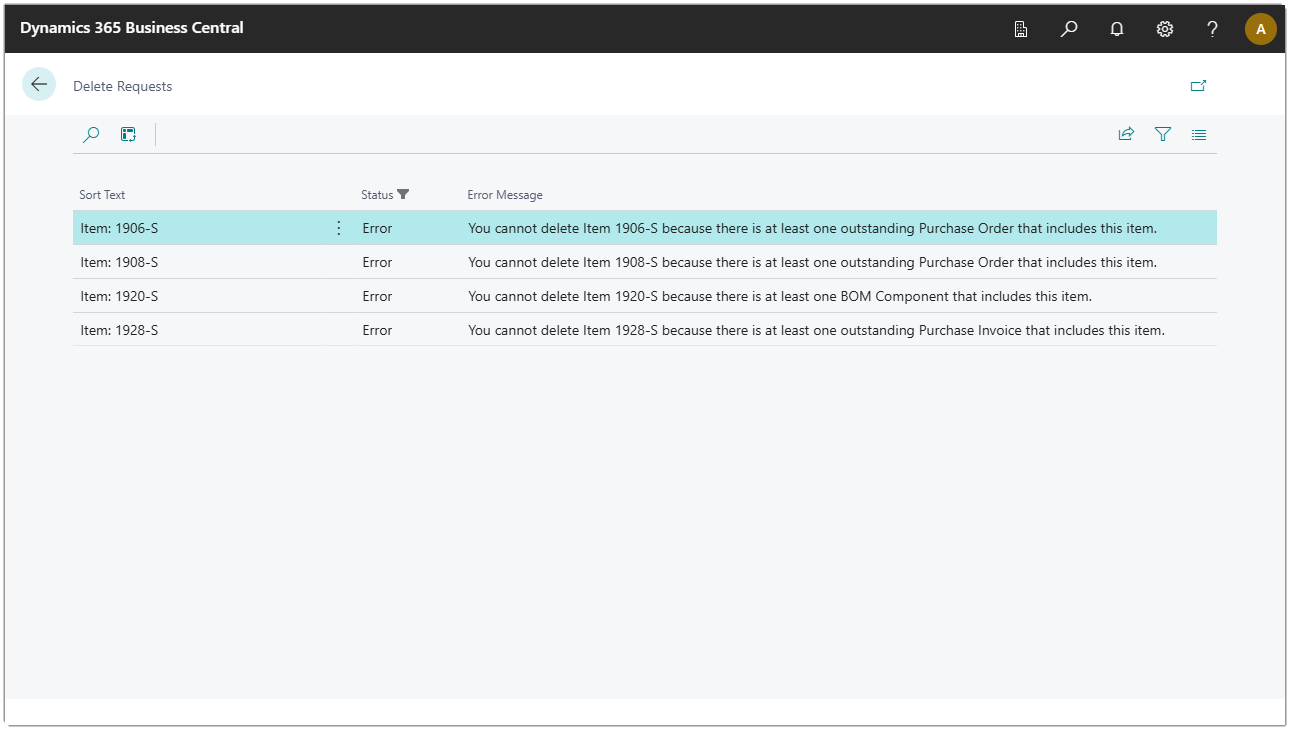 Dynamics 365 Business Central
A
Delete Requests
Sort Text Status Error Message
Item: 1906-S Error You cannot delete Item 1906-S because there is at least one outstanding Purchase Order that includes this item.
Item: 1908-S Error You cannot delete Item 1908-S because there is at least one outstanding Purchase Order that includes this item.
Item: 1920-S Error You cannot delete Item 1920-S because there is at least one BOM Component that includes this item.
Item: 1928-S Error You cannot delete Item 1928-S because there is at least one outstanding Purchase Invoice that includes this item.